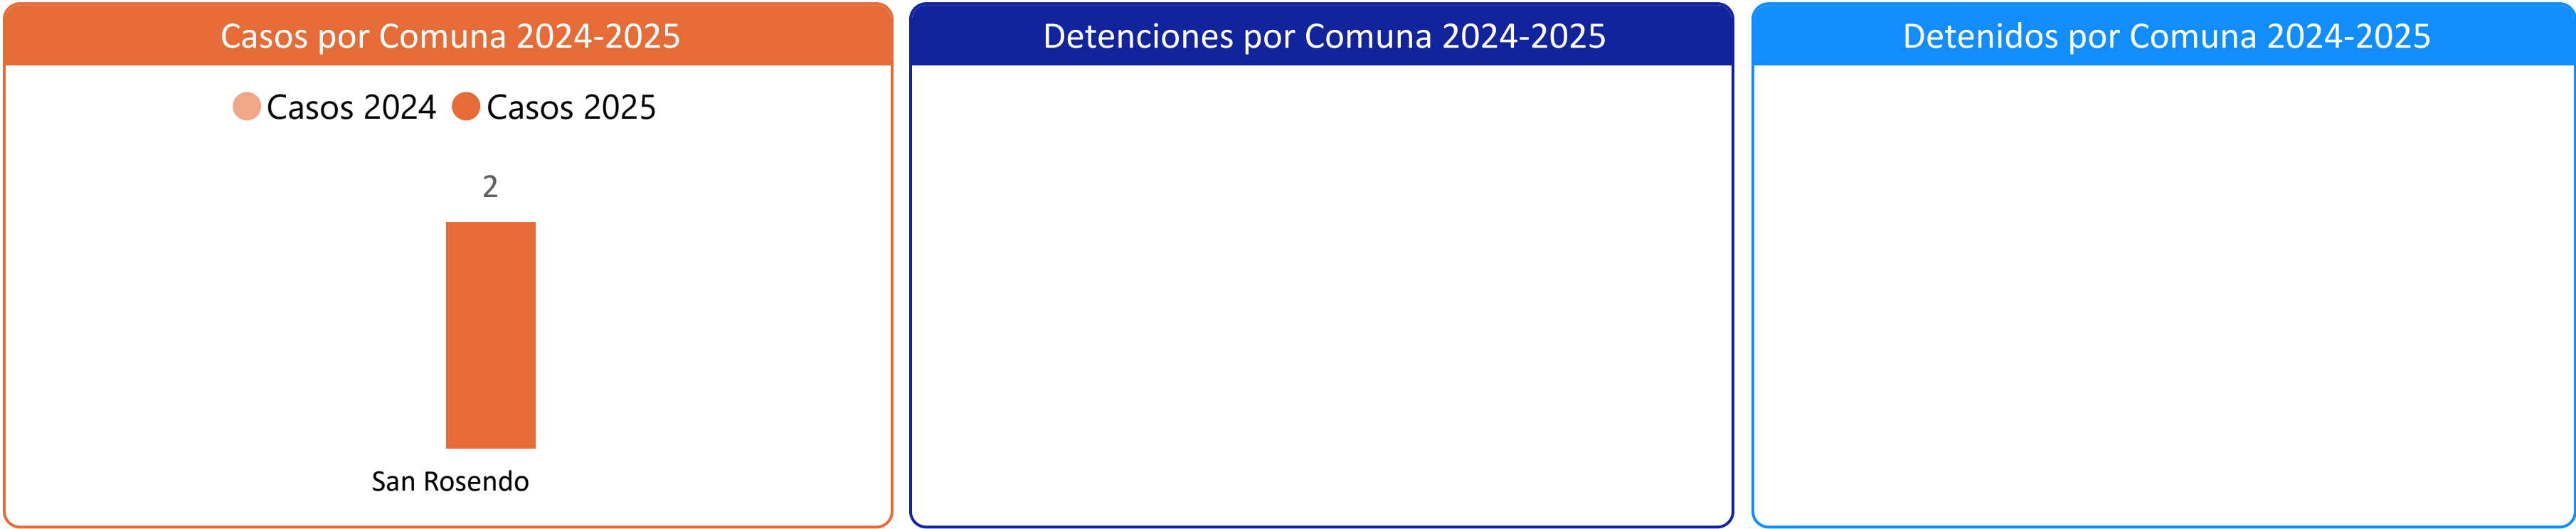 Casos por Comuna 2024-2025
Casos 2024 Casos 2025
2
San Rosendo
Detenciones por Comuna 2024-2025
Detenidos por Comuna 2024-2025